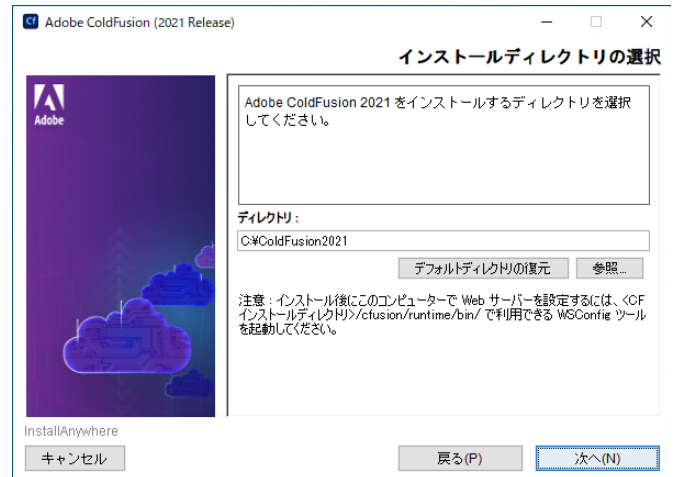 Adobe ColdFusion (2021 Release)
インストールディレクトリの選択
Adobe
Adobe ColdFusion 2021 をインストールするディレクトリを選択
してください。
ディレクトリ :
C:¥ColdFusion2021
デフォルトディレクトリの復元
参照...
注意 : インストール後にこのコンピューターで Web サーバーを設定するには、<CF
インストールディレクトリ>/cfusion/runtime/bin/ で利用できる WSConfig ツール
を起動してください。
InstallAnywhere
キャンセル
戻る(P)
次へ(N)